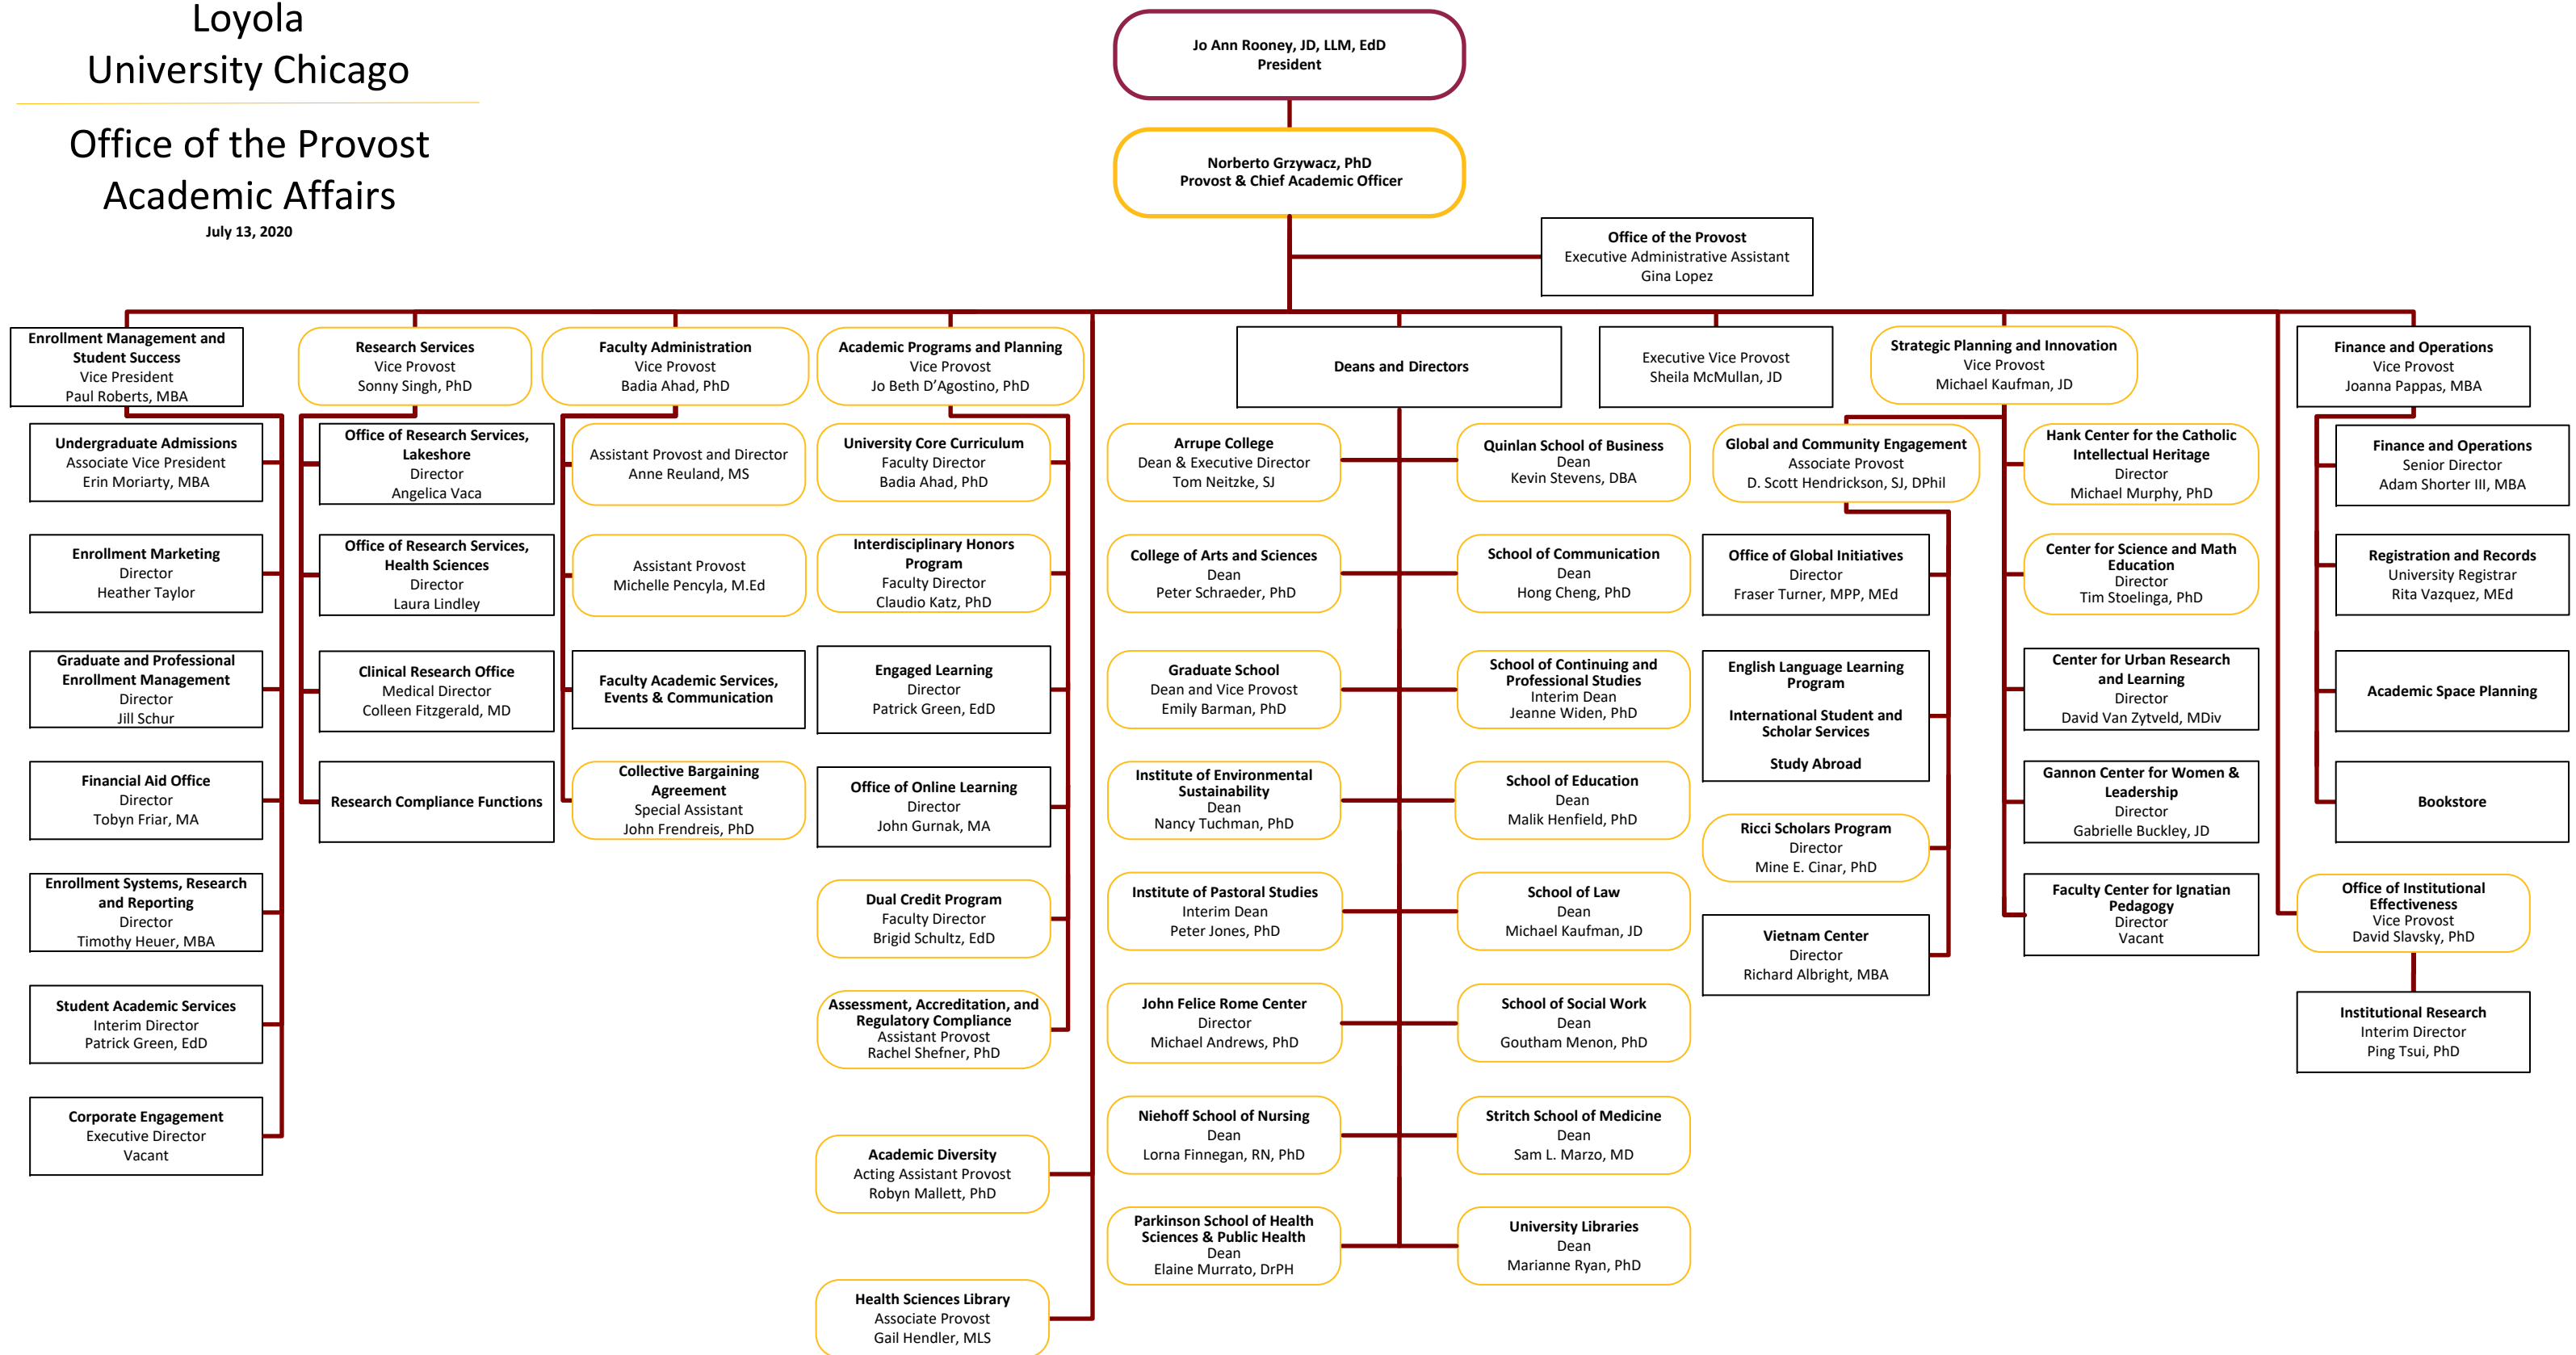 Loyola
University Chicago
Office of the Provost
Academic Affairs
July 13, 2020
Jo Ann Rooney, JD, LLM, EdD
President
Norberto Grzywacz, PhD
Provost & Chief Academic Officer
Office of the Provost
Executive Administrative Assistant
Gina Lopez
Enrollment Management and
Student Success
Vice President
Paul Roberts, MBA
Undergraduate Admissions
Associate Vice President
Erin Moriarty, MBA
Enrollment Marketing
Director
Heather Taylor
Graduate and Professional
Enrollment Management
Director
Jill Schur
Financial Aid Office
Director
Tobyn Friar, MA
Enrollment Systems, Research
and Reporting
Director
Timothy Heuer, MBA
Student Academic Services
Interim Director
Patrick Green, EdD
Corporate Engagement
Executive Director
Vacant
Research Services
Vice Provost
Sonny Singh, PhD
Office of Research Services,
Lakeshore
Director
Angelica Vaca
Office of Research Services,
Health Sciences
Director
Laura Lindley
Clinical Research Office
Medical Director
Colleen Fitzgerald, MD
Research Compliance Functions
Faculty Administration
Vice Provost
Badia Ahad, PhD
Assistant Provost and Director
Anne Reuland, MS
Assistant Provost
Michelle Pencyla, M.Ed
Faculty Academic Services,
Events & Communication
Collective Bargaining
Agreement
Special Assistant
John Frendreis, PhD
Academic Programs and Planning
Vice Provost
Jo Beth D’Agostino, PhD
University Core Curriculum
Faculty Director
Badia Ahad, PhD
Interdisciplinary Honors
Program
Faculty Director
Claudio Katz, PhD
Engaged Learning
Director
Patrick Green, EdD
Office of Online Learning
Director
John Gurnak, MA
Dual Credit Program
Faculty Director
Brigid Schultz, EdD
Assessment, Accreditation, and
Regulatory Compliance
Assistant Provost
Rachel Shefner, PhD
Academic Diversity
Acting Assistant Provost
Robyn Mallett, PhD
Health Sciences Library
Associate Provost
Gail Hendler, MLS
Deans and Directors
Arrupe College
Dean & Executive Director
Tom Neitzke, SJ
College of Arts and Sciences
Dean
Peter Schraeder, PhD
Graduate School
Dean and Vice Provost
Emily Barman, PhD
Institute of Environmental
Sustainability
Dean
Nancy Tuchman, PhD
Institute of Pastoral Studies
Interim Dean
Peter Jones, PhD
John Felice Rome Center
Director
Michael Andrews, PhD
Niehoff School of Nursing
Dean
Lorna Finnegan, RN, PhD
Parkinson School of Health
Sciences & Public Health
Dean
Elaine Murrato, DrPH
Quinlan School of Business
Dean
Kevin Stevens, DBA
School of Communication
Dean
Hong Cheng, PhD
School of Continuing and
Professional Studies
Interim Dean
Jeanne Widen, PhD
School of Education
Dean
Malik Henfield, PhD
School of Law
Dean
Michael Kaufman, JD
School of Social Work
Dean
Goutham Menon, PhD
Stritch School of Medicine
Dean
Sam L. Marzo, MD
University Libraries
Dean
Marianne Ryan, PhD
Executive Vice Provost
Sheila McMullan, JD
Strategic Planning and Innovation
Vice Provost
Michael Kaufman, JD
Global and Community Engagement
Associate Provost
D. Scott Hendrickson, SJ, DPhil
Office of Global Initiatives
Director
Fraser Turner, MPP, MEd
English Language Learning
Program
International Student and
Scholar Services
Study Abroad
Ricci Scholars Program
Director
Mine E. Cinar, PhD
Vietnam Center
Director
Richard Albright, MBA
Hank Center for the Catholic
Intellectual Heritage
Director
Michael Murphy, PhD
Center for Science and Math
Education
Director
Tim Stoelinga, PhD
Center for Urban Research
and Learning
Director
David Van Zytveld, MDiv
Gannon Center for Women &
Leadership
Director
Gabrielle Buckley, JD
Faculty Center for Ignatian
Pedagogy
Director
Vacant
Finance and Operations
Vice Provost
Joanna Pappas, MBA
Finance and Operations
Senior Director
Adam Shorter III, MBA
Registration and Records
University Registrar
Rita Vazquez, MEd
Academic Space Planning
Bookstore
Office of Institutional
Effectiveness
Vice Provost
David Slavsky, PhD
Institutional Research
Interim Director
Ping Tsui, PhD